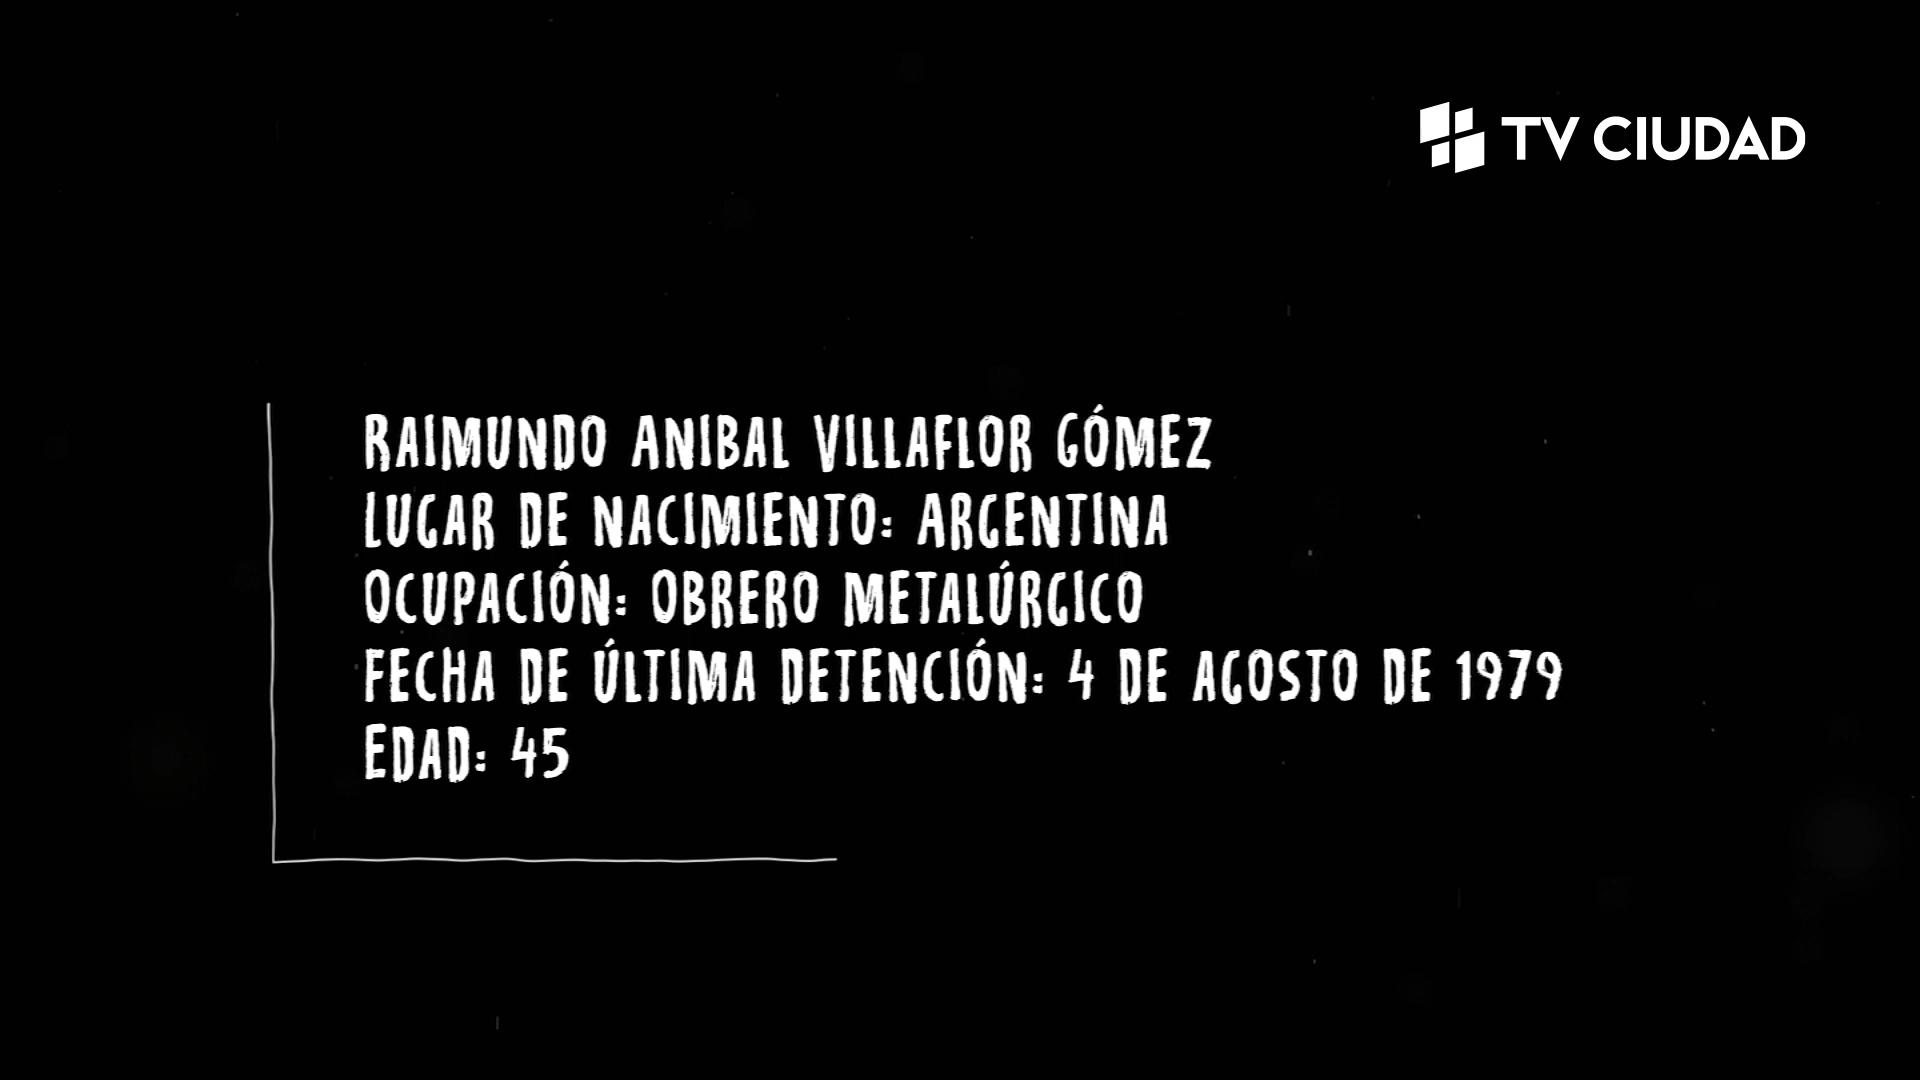 TV CIUDAD
RAIMUNDO ANIBAL VILLAFLOR GÓMEZ
LUGAR DE NACIMIENTO: ARGENTINA
OCUPACIÓN: OBRERO METALÚRGICO
FECHA DE ÚLTIMA DETENCIÓN: 4 DE AGOSTO DE 1979
EDAD: 45